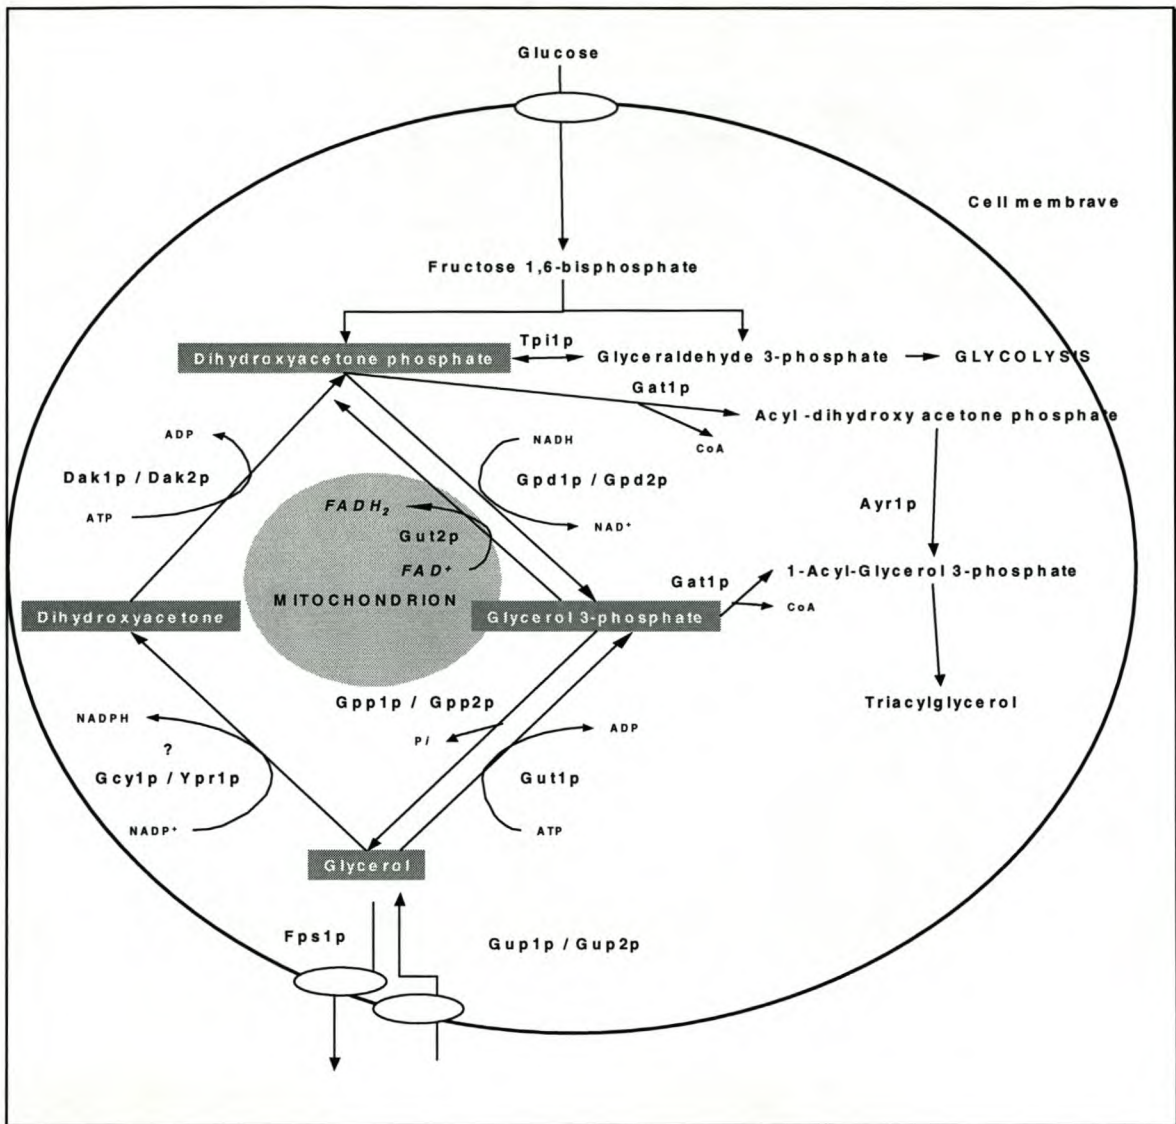 Glucose
Cell membrave
Fructose 1,6-bisphosphate
Tpi1p
Dihydroxyacetone phosphate
Glyceraldehyde 3-phosphate
GLYCOLYSIS
Gat1p
Acyl-dihydroxy acetone phosphate
ADP
NADH
CoA
Dak1p / Dak2p
Gpd1p / Gpd2p
Ayr1p
FADH₂
ATP
NAD⁺
Gut2p
FAD⁺
Gat1p
1-Acyl-Glycerol 3-phosphate
MITOCHONDRION
CoA
Dihydroxyacetone
Glycerol 3-phosphate
Gpp1p / Gpp2p
Triacylglycerol
NADPH
Pi
ADP
?
Gcy1p / Ypr1p
Gut1p
NADP⁺
ATP
Glycerol
Fps1p
Gup1p / Gup2p